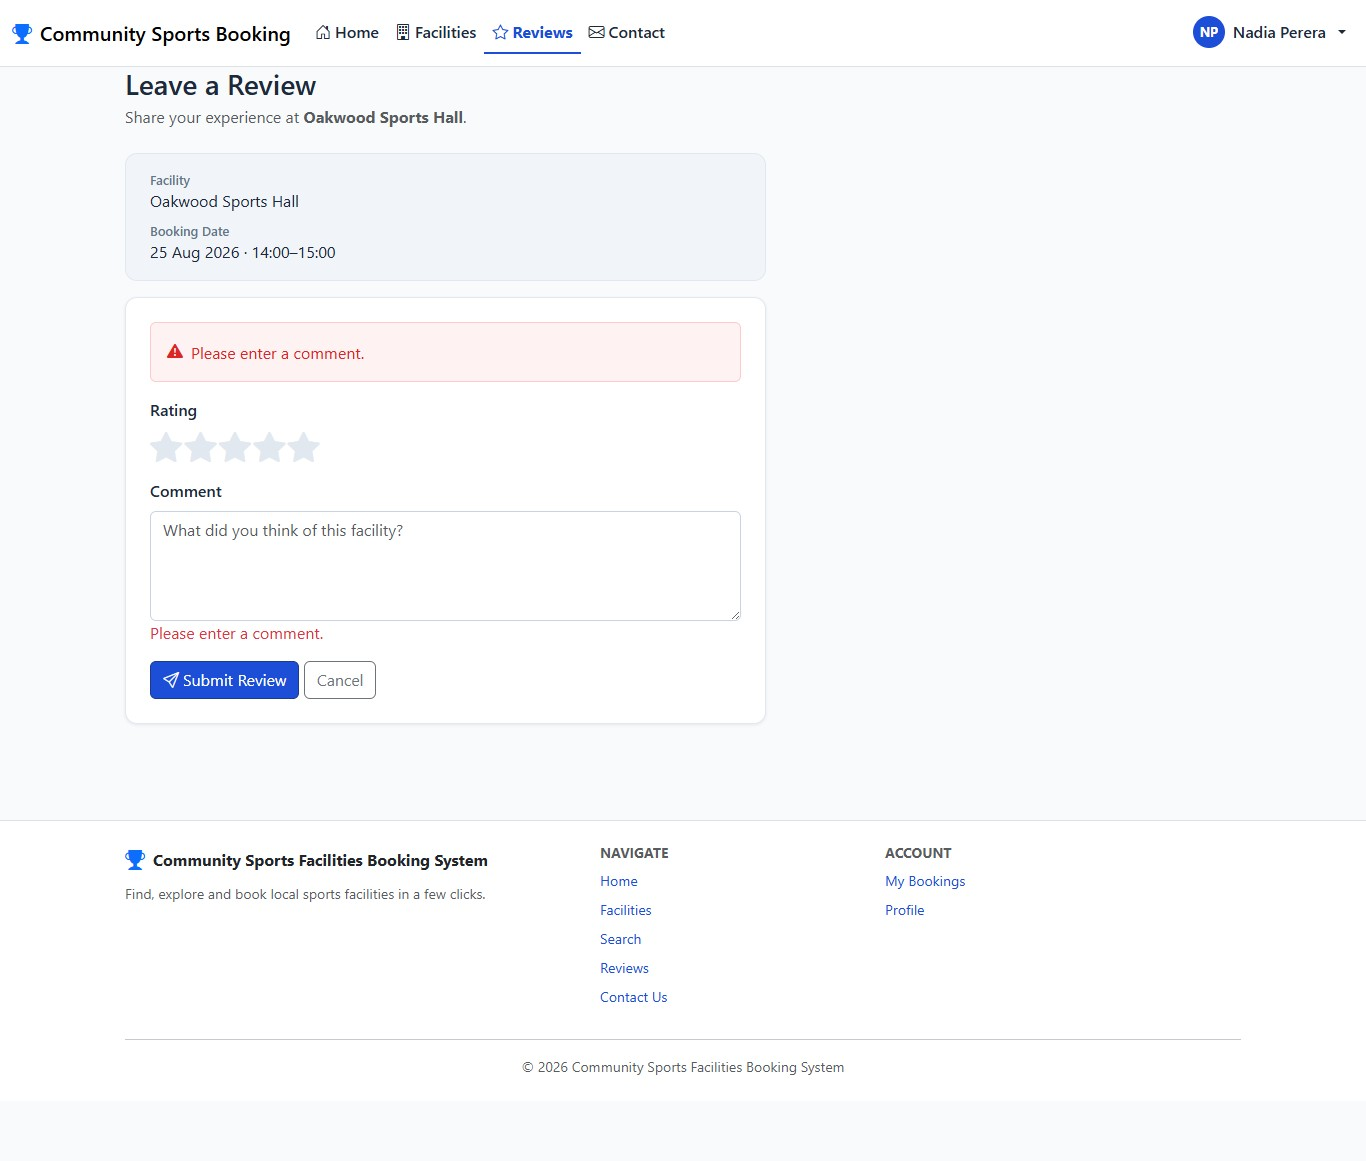 Community Sports Booking Home Facilities Reviews Contact NP Nadia Perera
Leave a Review
Share your experience at Oakwood Sports Hall.
Facility
Oakwood Sports Hall
Booking Date
25 Aug 2026 · 14:00–15:00
Please enter a comment.
Rating
Comment
What did you think of this facility?
Please enter a comment.
Submit Review Cancel
Community Sports Facilities Booking System
Find, explore and book local sports facilities in a few clicks.
NAVIGATE
Home
Facilities
Search
Reviews
Contact Us
ACCOUNT
My Bookings
Profile
© 2026 Community Sports Facilities Booking System